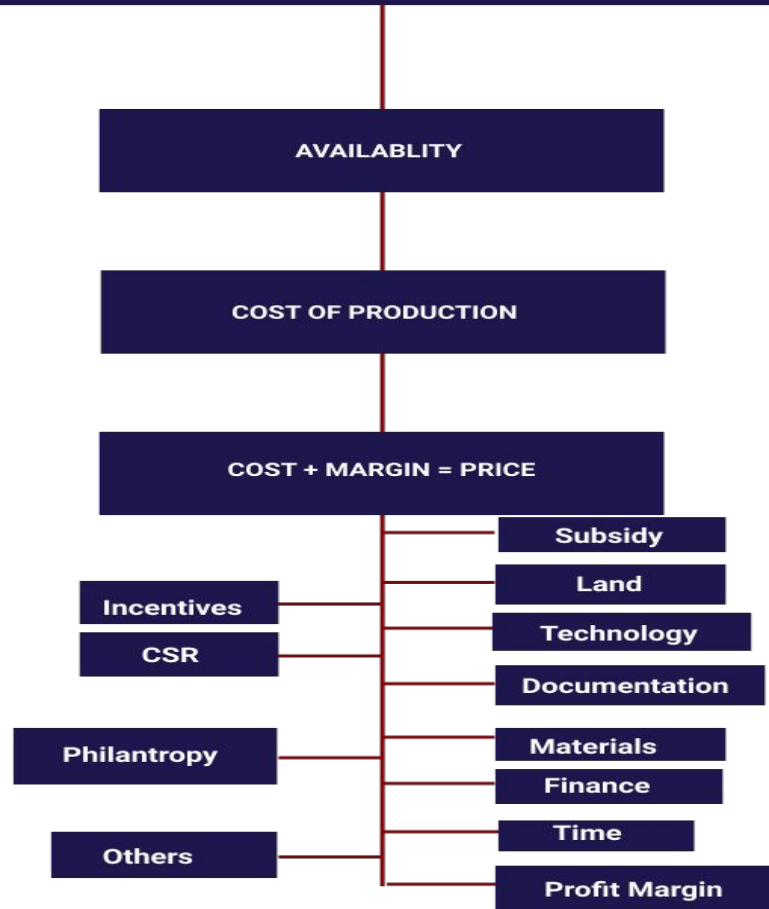 AVAILABLITY
COST OF PRODUCTION
COST + MARGIN = PRICE
Subsidy
Land
Incentives
Technology
CSR
Documentation
Materials
Philantropy
Finance
Time
Others
Profit Margin